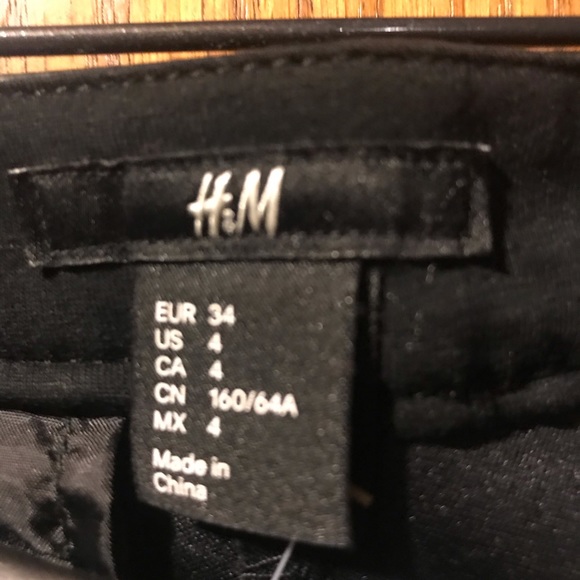 H&M
EUR 34
US 4
CA 4
CN 160/64A
MX 4
Made in
China